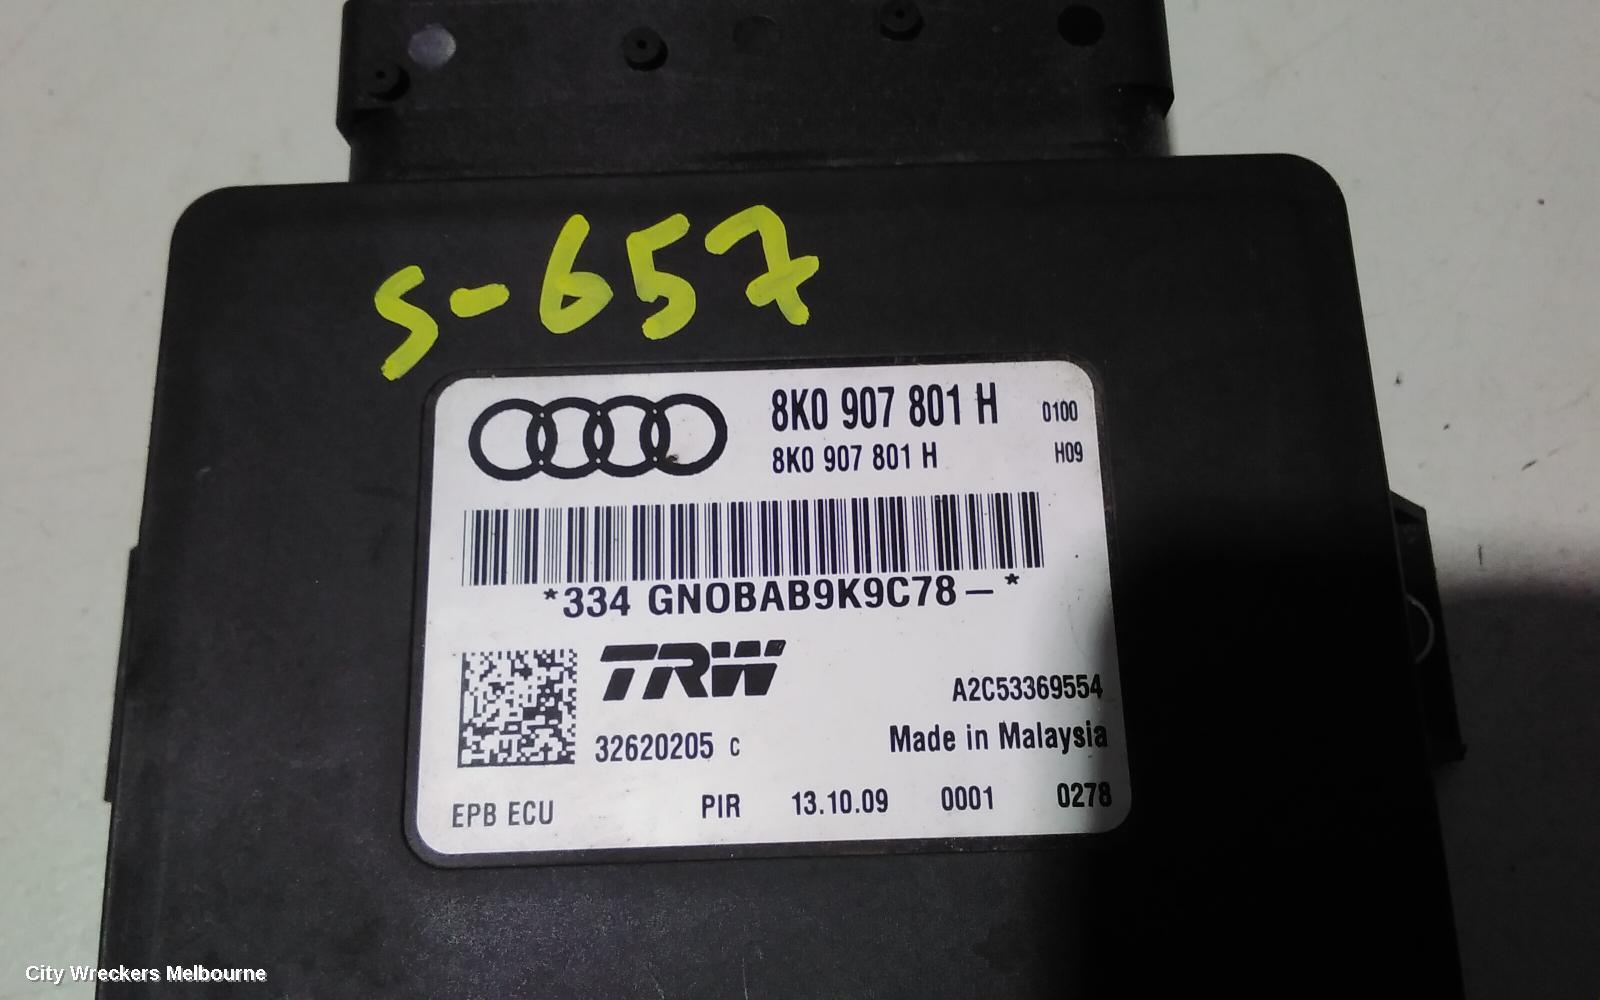 S-657
8K0 907 801 H 0100
8K0 907 801 H H09
*334 GNOBAB9K9C78-*
TRW
A2C53369554
32620205 C
Made in Malaysia
EPB ECU PIR 13.10.09 0001 0278
City Wreckers Melbourne